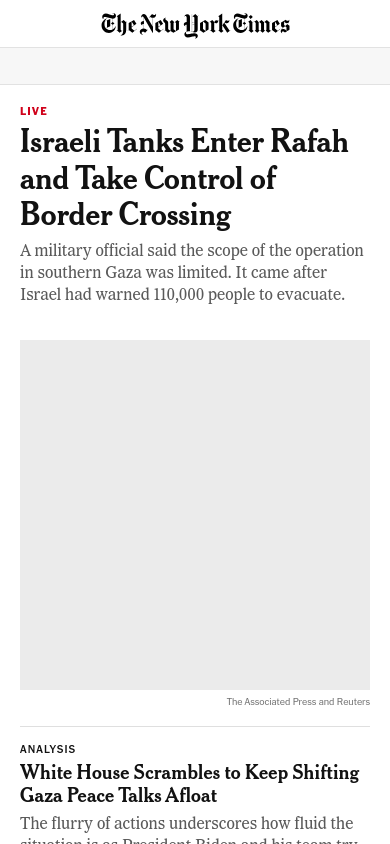 The New York Times
LIVE
Israeli Tanks Enter Rafah
and Take Control of
Border Crossing
A military official said the scope of the operation
in southern Gaza was limited. It came after
Israel had warned 110,000 people to evacuate.
The Associated Press and Reuters
ANALYSIS
White House Scrambles to Keep Shifting
Gaza Peace Talks Afloat
The flurry of actions underscores how fluid the
situation is as President Biden and his team try